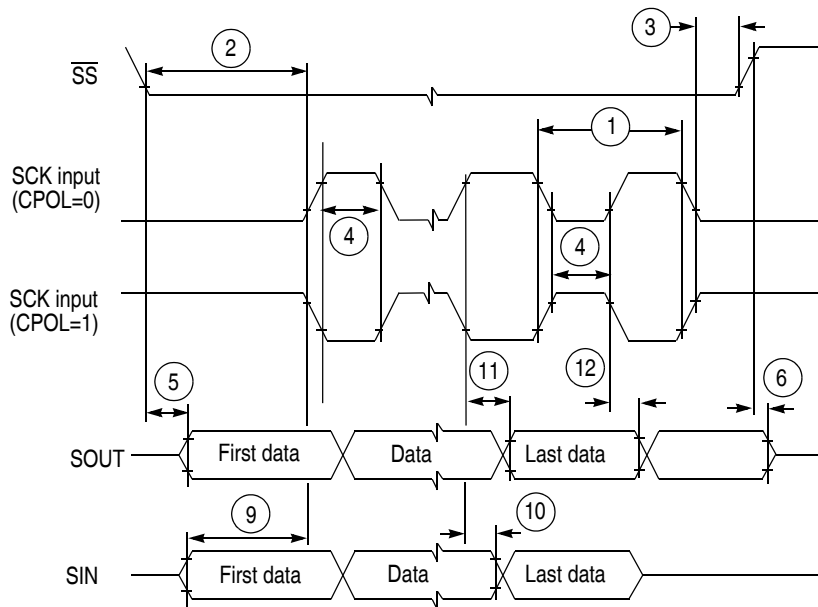 2
3
SS
1
SCK input
(CPOL=0)
4
4
SCK input
(CPOL=1)
5
11
12
6
SOUT
First data
Data
Last data
9
10
SIN
First data
Data
Last data